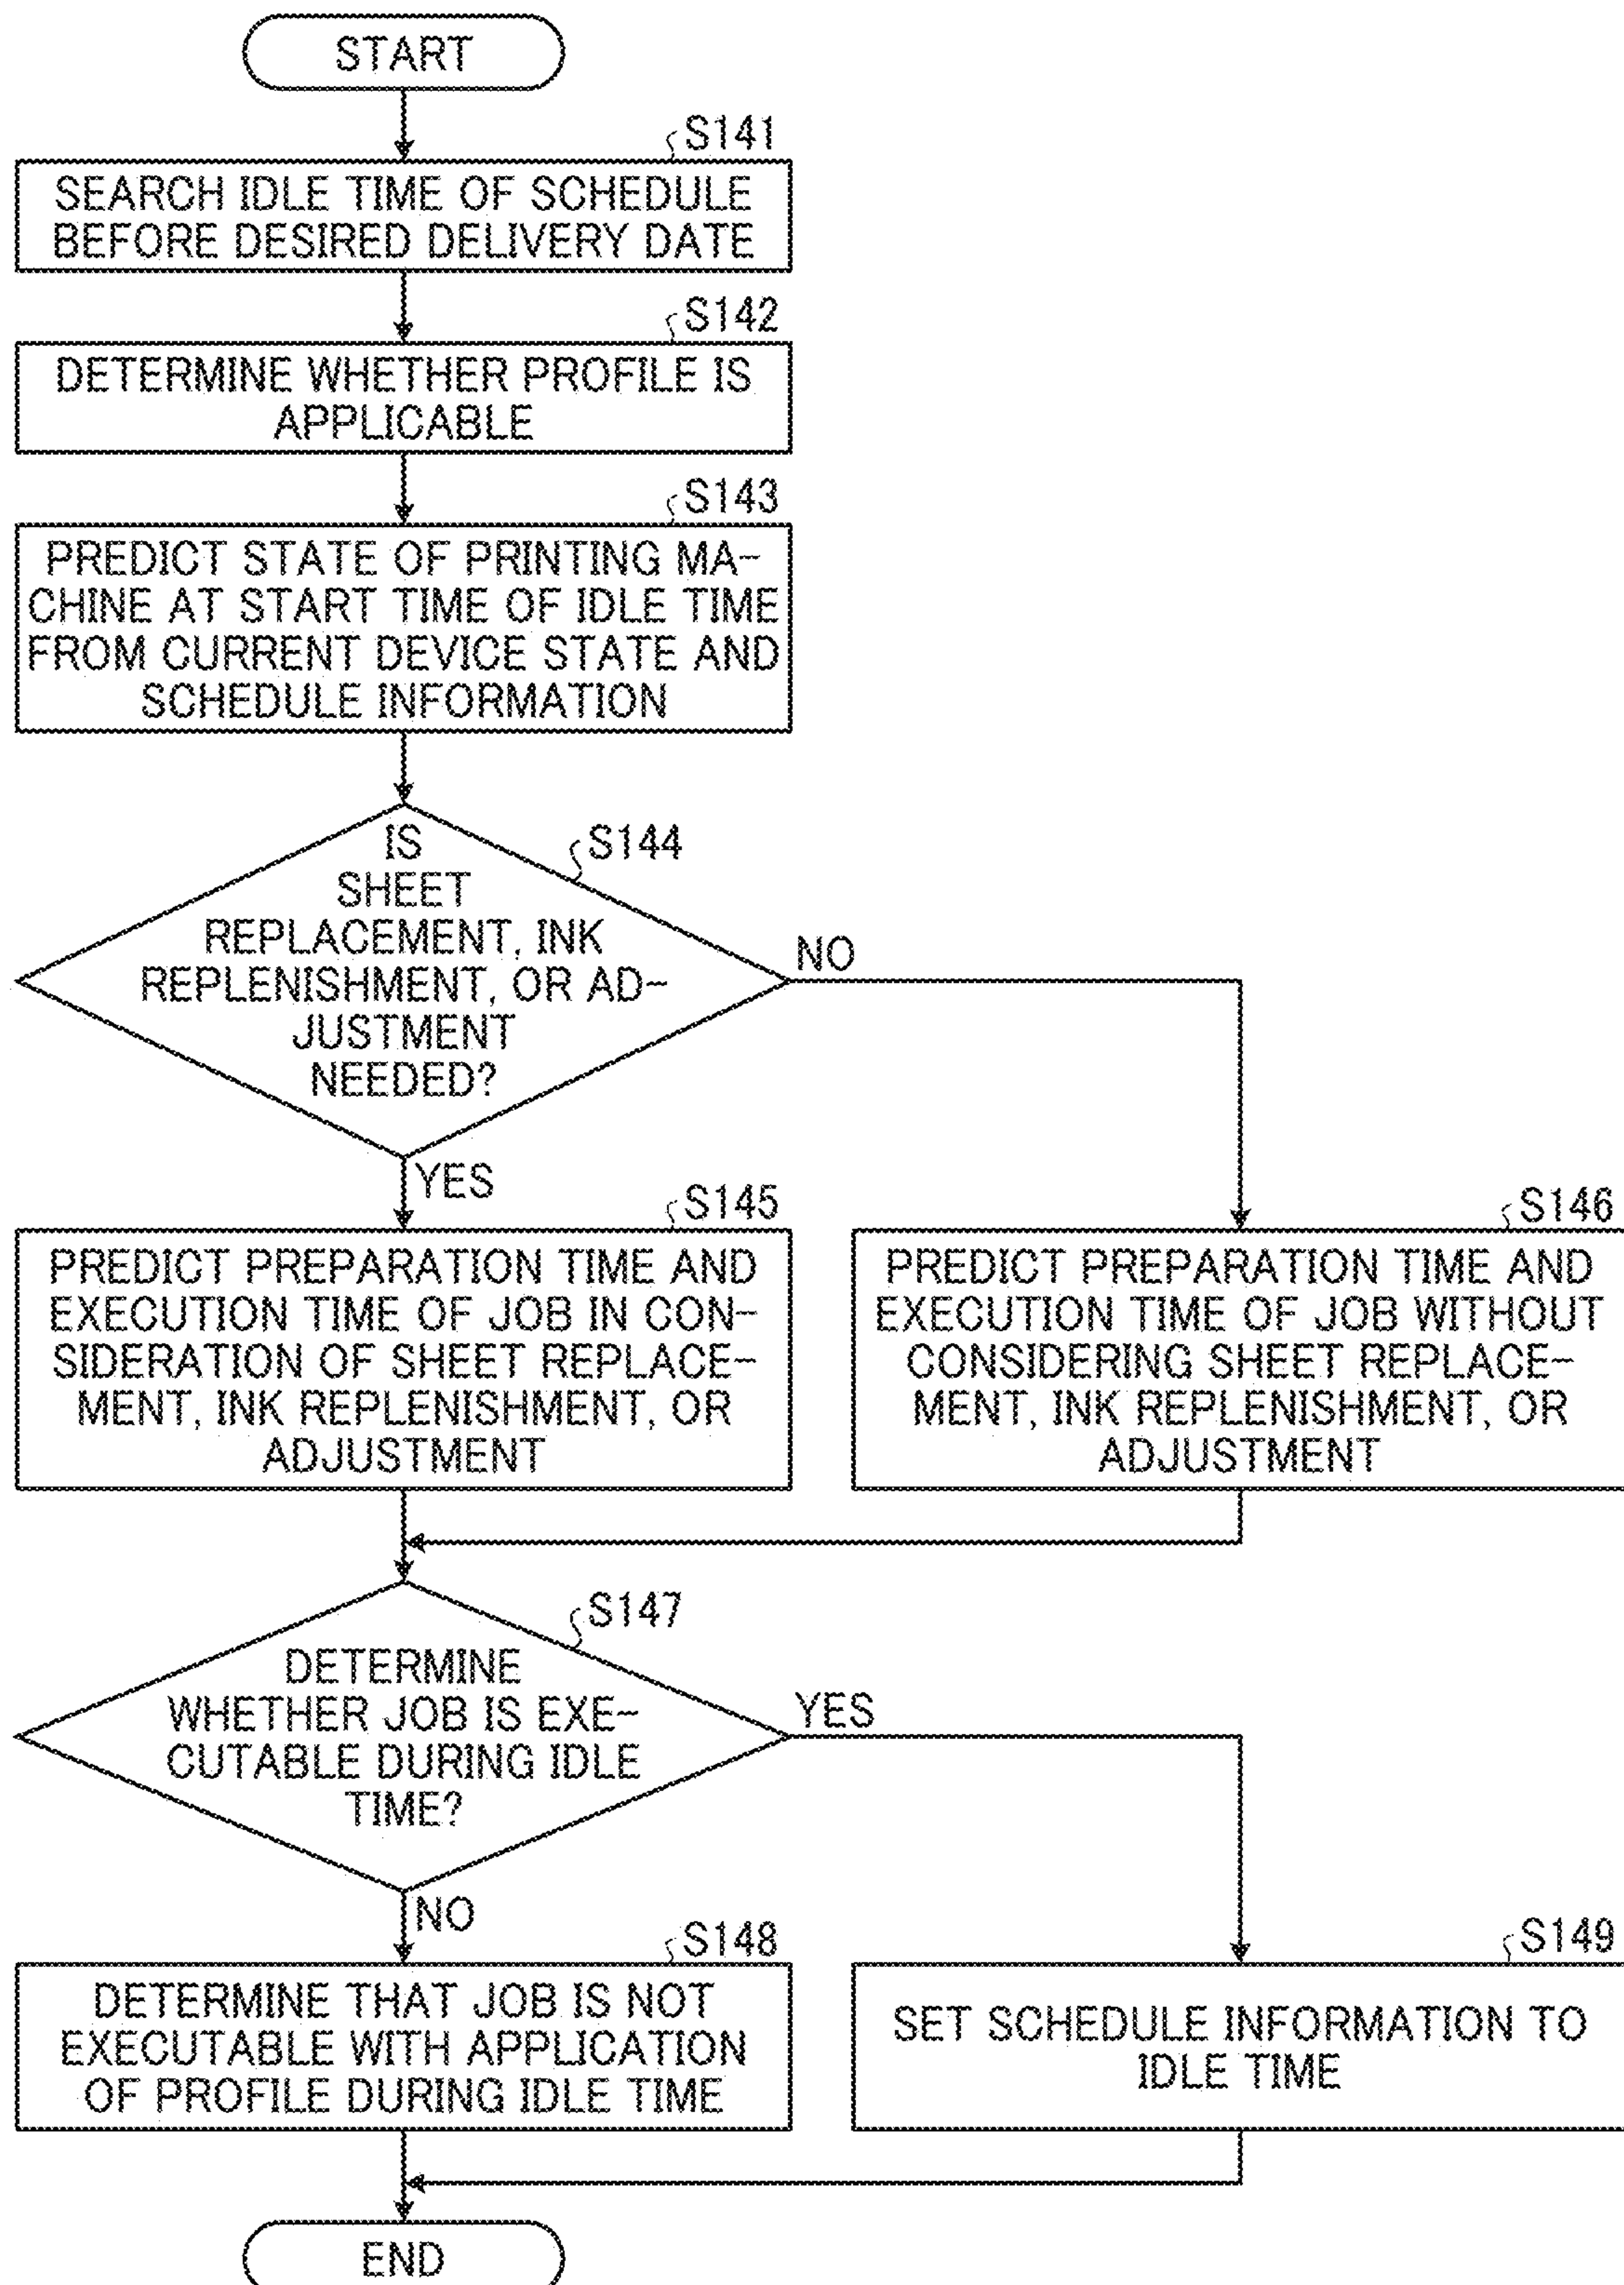 START
S141
SEARCH IDLE TIME OF SCHEDULE
BEFORE DESIRED DELIVERY DATE
S142
DETERMINE WHETHER PROFILE IS
APPLICABLE
S143
PREDICT STATE OF PRINTING MA-
CHINE AT START TIME OF IDLE TIME
FROM CURRENT DEVICE STATE AND
SCHEDULE INFORMATION
S144
IS
SHEET
REPLACEMENT, INK
REPLENISHMENT, OR AD-
JUSTMENT
NEEDED?
NO
YES
S145
PREDICT PREPARATION TIME AND
EXECUTION TIME OF JOB IN CON-
SIDERATION OF SHEET REPLACE-
MENT, INK REPLENISHMENT, OR
ADJUSTMENT
S146
PREDICT PREPARATION TIME AND
EXECUTION TIME OF JOB WITHOUT
CONSIDERING SHEET REPLACE-
MENT, INK REPLENISHMENT, OR
ADJUSTMENT
S147
DETERMINE
WHETHER JOB IS EXE-
CUTABLE DURING IDLE
TIME?
YES
NO
S148
DETERMINE THAT JOB IS NOT
EXECUTABLE WITH APPLICATION
OF PROFILE DURING IDLE TIME
S149
SET SCHEDULE INFORMATION TO
IDLE TIME
END